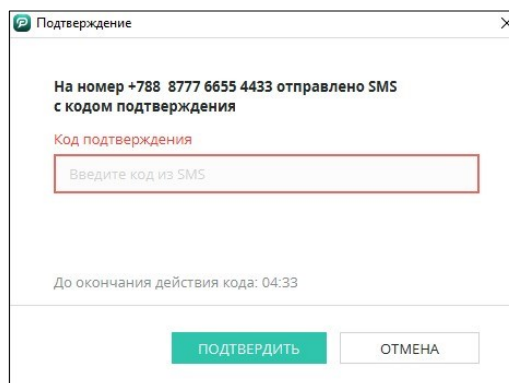 Подтверждение
На номер +788 8777 6655 4433 отправлено SMS
с кодом подтверждения
Код подтверждения
Введите код из SMS
До окончания действия кода: 04:33
ПОДТВЕРДИТЬ ОТМЕНА